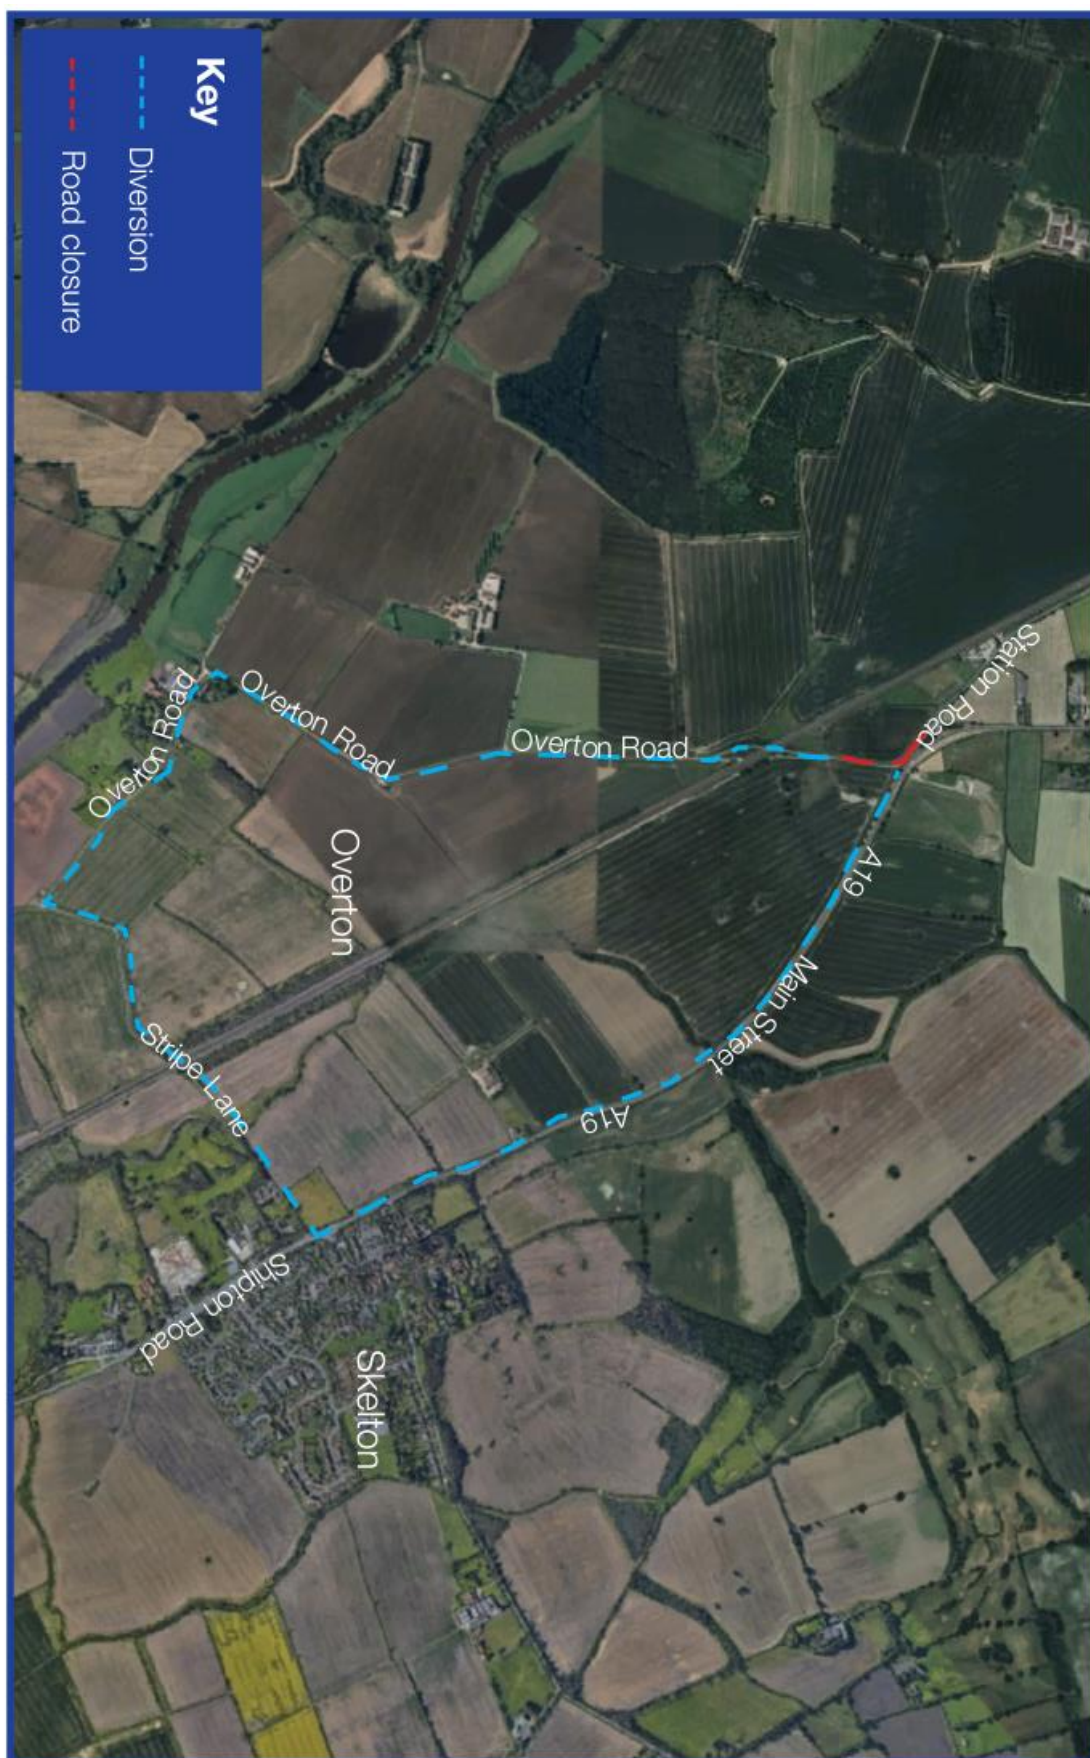 Key
Diversion
Road closure
Station Road
A19
Main Street
A19
Overton Road
Overton Road
Overton Road
Overton
Stripe Lane
Shipton Road
Skelton